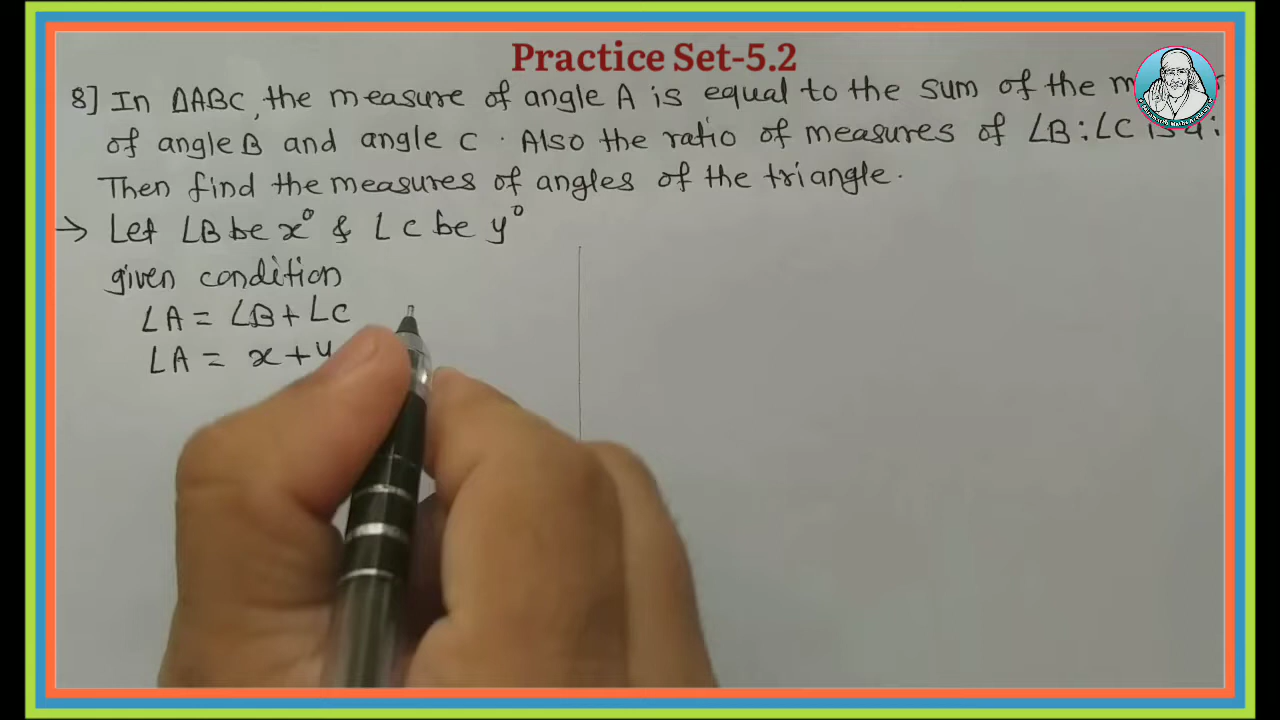 Practice Set-5.2
8] In ΔABC, the measure of angle A is equal to the sum of the
of angle B and angle C. Also the ratio of measures of ∠B:∠C is 4:
Then find the measures of angles of the triangle.
→ Let ∠B be x° & ∠C be y°
given condition
∠A = ∠B + ∠C
∠A = x + y